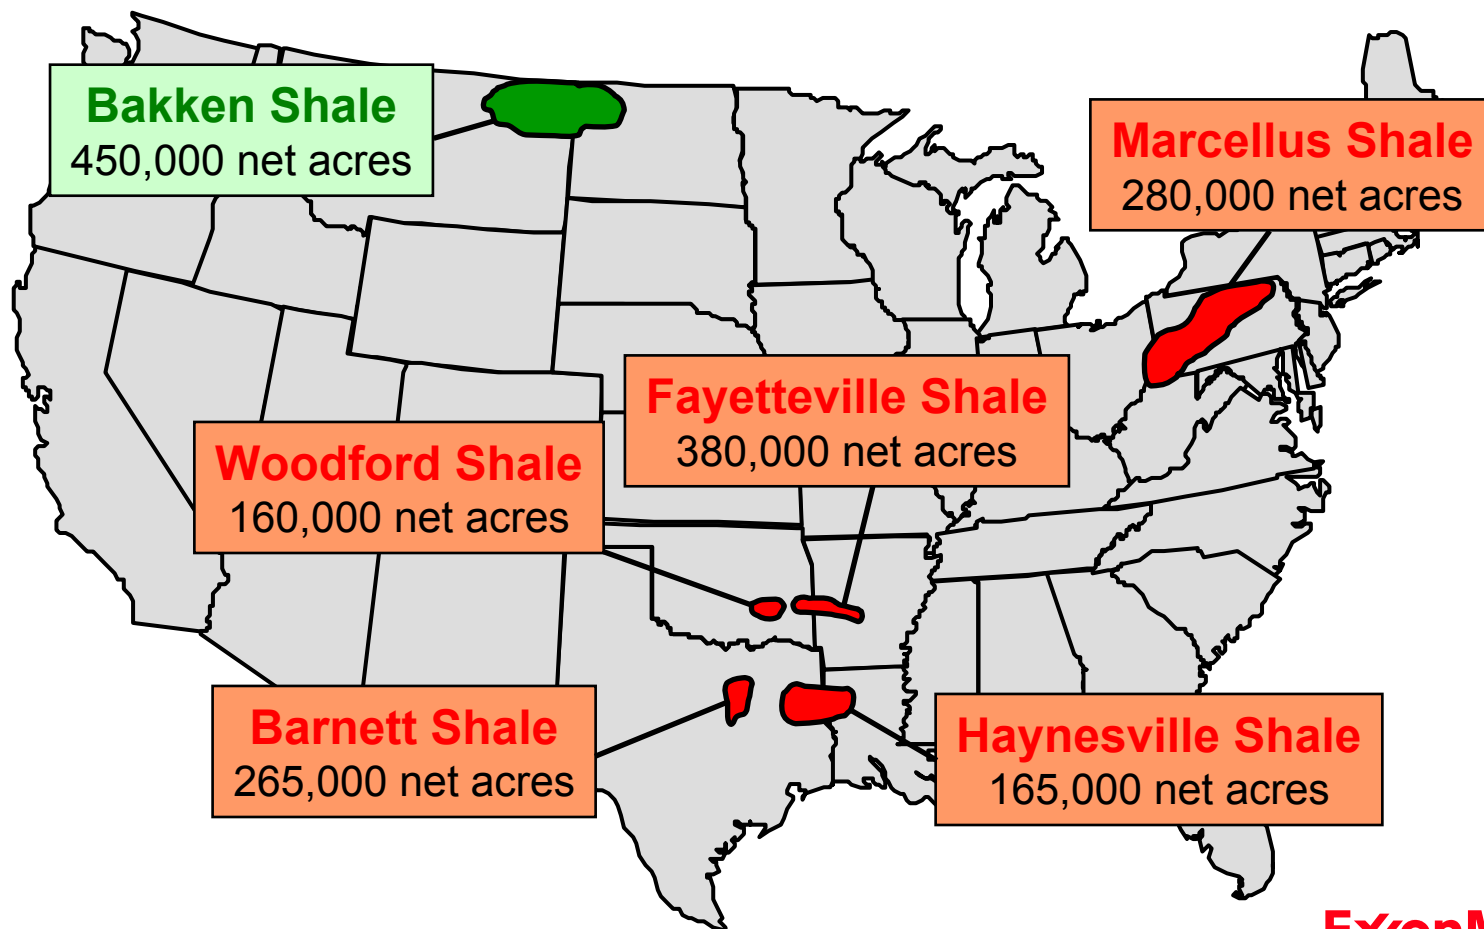 Bakken Shale
450,000 net acres
Marcellus Shale
280,000 net acres
Fayetteville Shale
380,000 net acres
Woodford Shale
160,000 net acres
Barnett Shale
265,000 net acres
Haynesville Shale
165,000 net acres